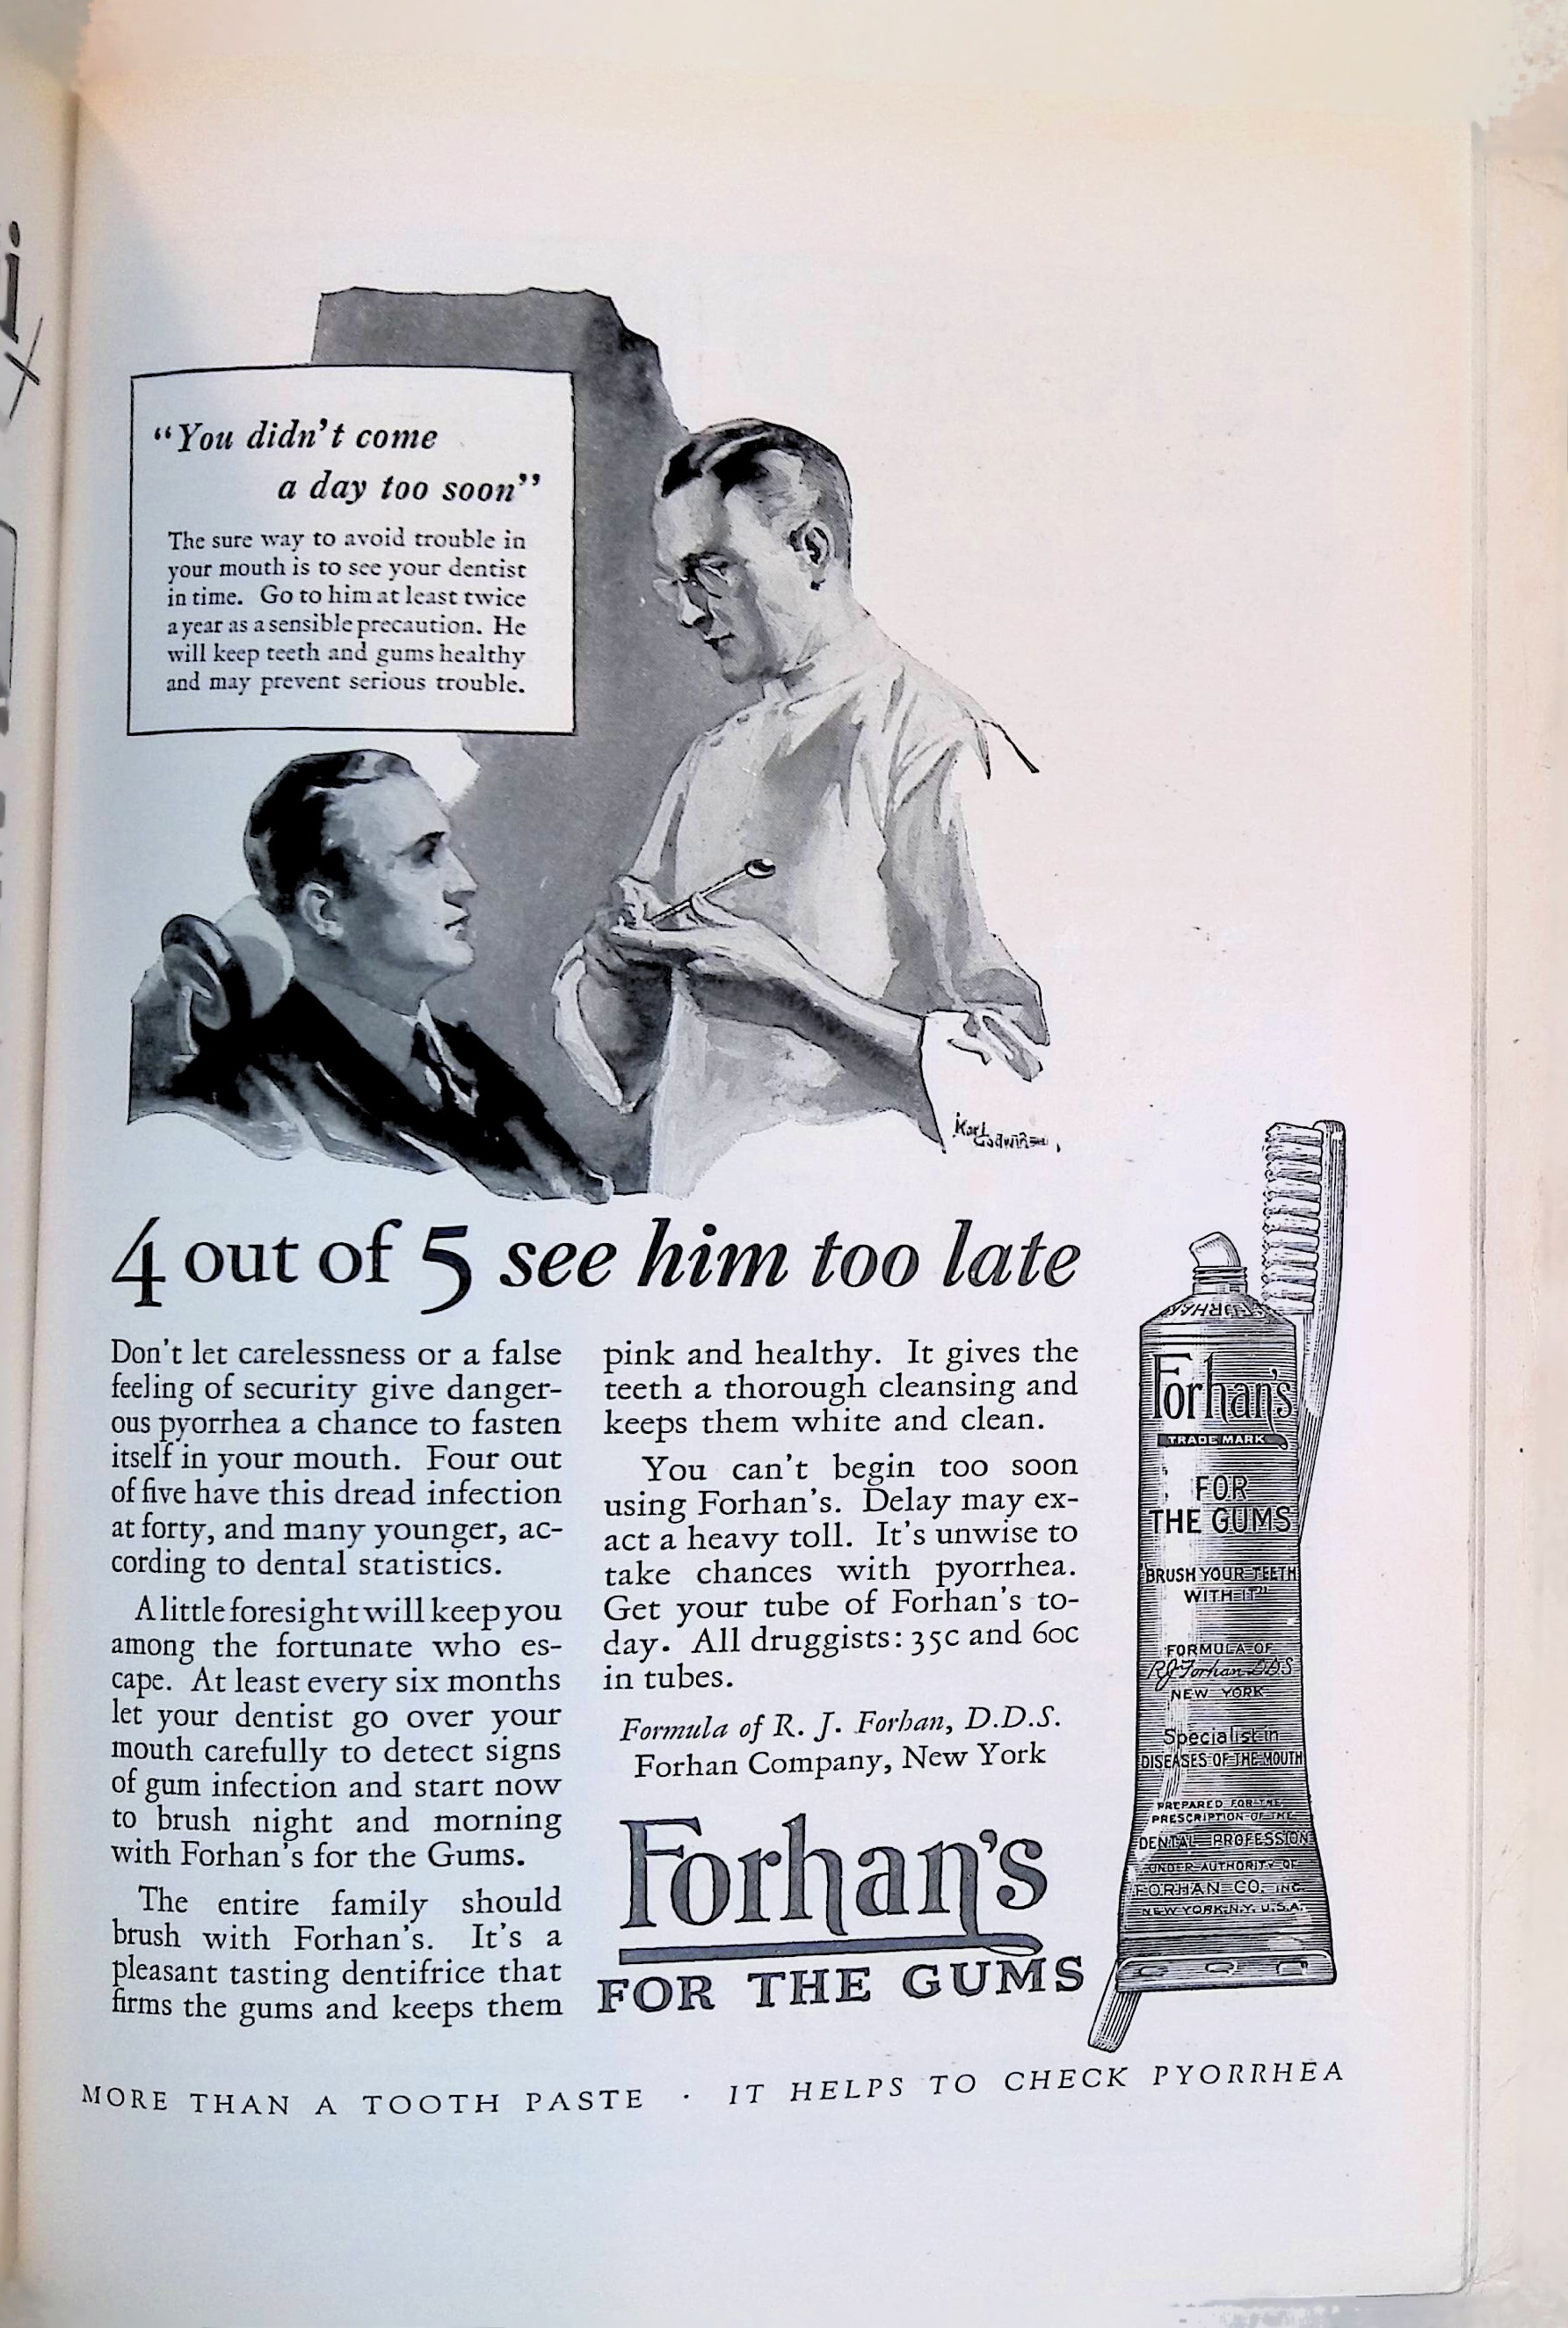 "You didn't come
a day too soon"
The sure way to avoid trouble in
your mouth is to see your dentist
in time. Go to him at least twice
a year as a sensible precaution. He
will keep teeth and gums healthy
and may prevent serious trouble.
Karl
Godwin
4 out of 5 see him too late
Don't let carelessness or a false
feeling of security give danger-
ous pyorrhea a chance to fasten
itself in your mouth. Four out
of five have this dread infection
at forty, and many younger, ac-
cording to dental statistics.
A little foresight will keep you
among the fortunate who es-
cape. At least every six months
let your dentist go over your
mouth carefully to detect signs
of gum infection and start now
to brush night and morning
with Forhan's for the Gums.
The entire family should
brush with Forhan's. It's a
pleasant tasting dentifrice that
firms the gums and keeps them
pink and healthy. It gives the
teeth a thorough cleansing and
keeps them white and clean.
You can't begin too soon
using Forhan's. Delay may ex-
act a heavy toll. It's unwise to
take chances with pyorrhea.
Get your tube of Forhan's to-
day. All druggists: 35c and 60c
in tubes.
Formula of R. J. Forhan, D.D.S.
Forhan Company, New York
Forhan's
FOR THE GUMS
Forhan's
TRADE MARK
FOR
THE GUMS
"BRUSH YOUR TEETH
WITH IT"
FORMULA OF
R J Forhan DDS
NEW YORK
Specialist in
DISEASES OF THE MOUTH
PREPARED FOR THE
PRESCRIPTION OF THE
DENTAL PROFESSION
UNDER AUTHORITY OF
FORHAN CO. INC.
NEW YORK.N.Y. U.S.A.
MORE THAN A TOOTH PASTE · IT HELPS TO CHECK PYORRHEA